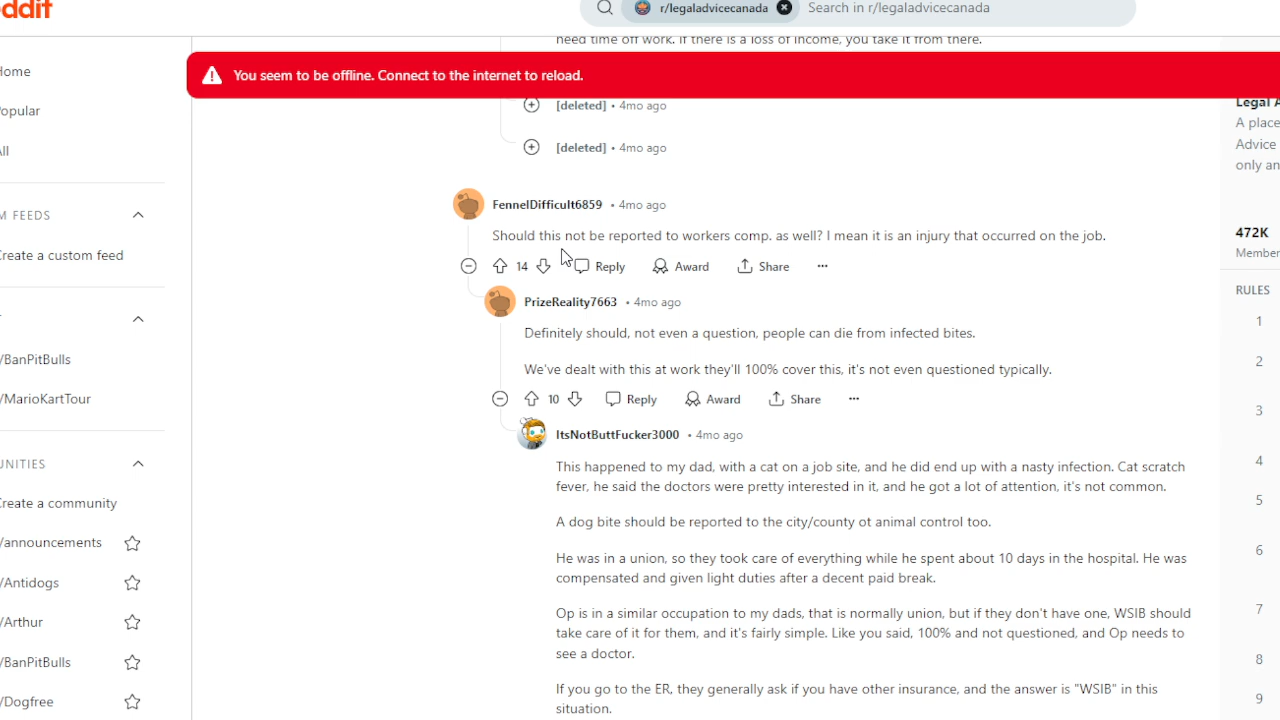 ddit
r/legaladvicecanada
Search in r/legaladvicecanada
need time off work. If there is a loss of income, you take it from there.
You seem to be offline. Connect to the internet to reload.
[deleted] • 4mo ago
[deleted] • 4mo ago
FennelDifficult6859 • 4mo ago
Should this not be reported to workers comp. as well? I mean it is an injury that occurred on the job.
14 Reply Award Share ...
PrizeReality7663 • 4mo ago
Definitely should, not even a question, people can die from infected bites.
We've dealt with this at work they'll 100% cover this, it's not even questioned typically.
10 Reply Award Share ...
ItsNotButtFucker3000 • 4mo ago
This happened to my dad, with a cat on a job site, and he did end up with a nasty infection. Cat scratch
fever, he said the doctors were pretty interested in it, and he got a lot of attention, it's not common.
A dog bite should be reported to the city/county ot animal control too.
He was in a union, so they took care of everything while he spent about 10 days in the hospital. He was
compensated and given light duties after a decent paid break.
Op is in a similar occupation to my dads, that is normally union, but if they don't have one, WSIB should
take care of it for them, and it's fairly simple. Like you said, 100% and not questioned, and Op needs to
see a doctor.
If you go to the ER, they generally ask if you have other insurance, and the answer is "WSIB" in this
situation.
Home
opular
All
M FEEDS
Create a custom feed
/BanPitBulls
/MarioKartTour
UNITIES
Create a community
/announcements
/Antidogs
/Arthur
/BanPitBulls
/Dogfree
Legal A
A place
Advice
only an
472K
Member
RULES
1
2
3
4
5
6
7
8
9